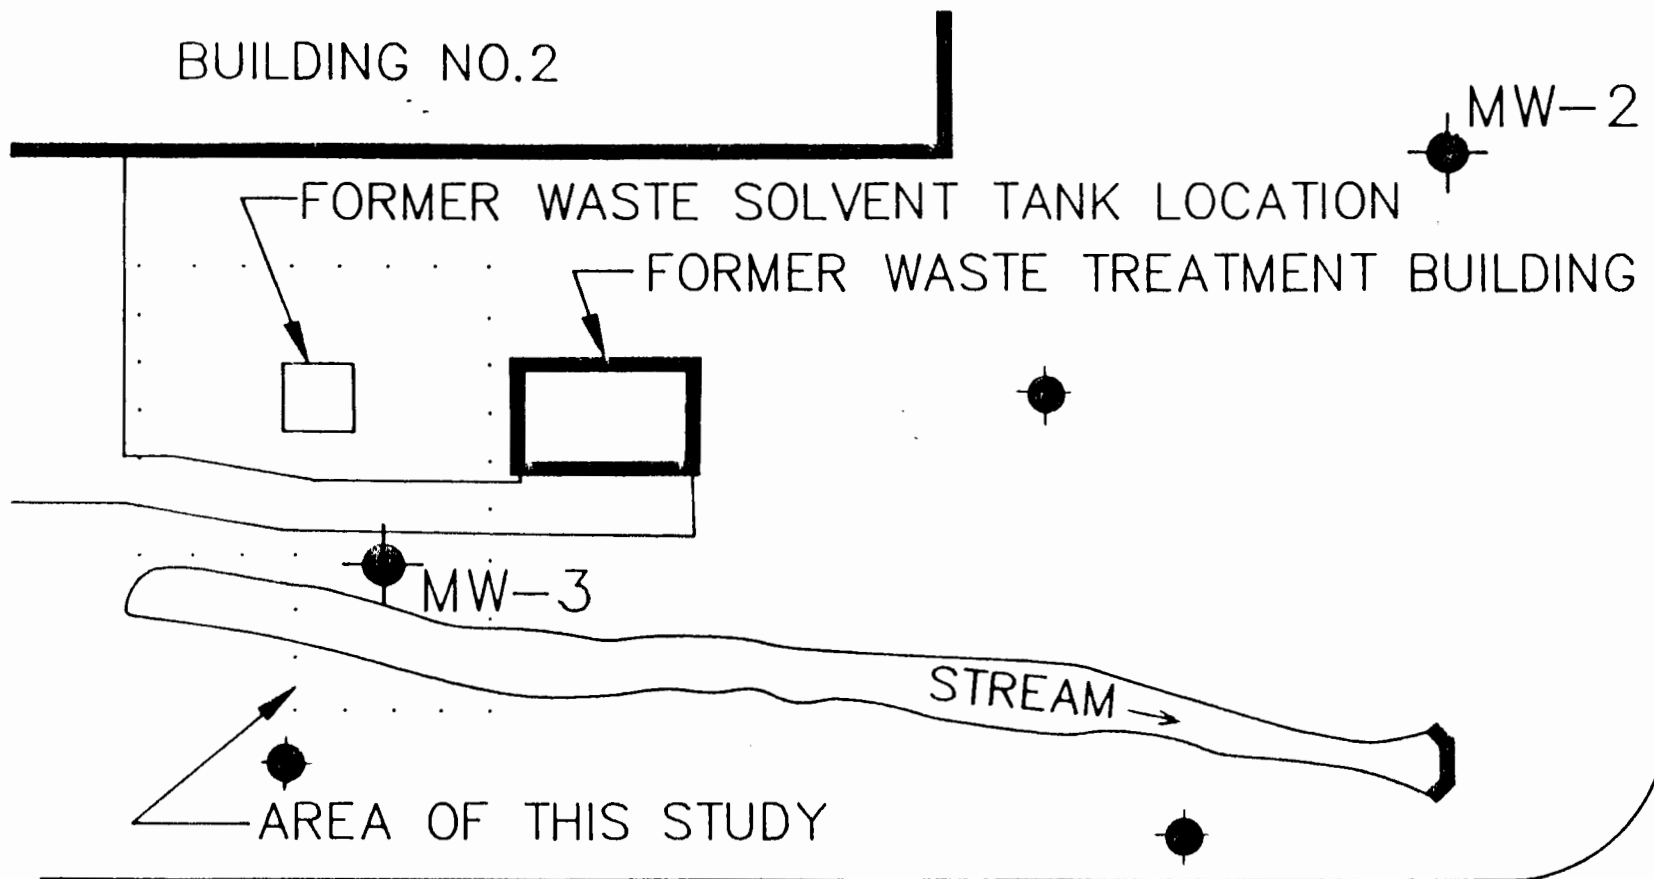 BUILDING NO.2
MW-2
FORMER WASTE SOLVENT TANK LOCATION
FORMER WASTE TREATMENT BUILDING
MW-3
STREAM
AREA OF THIS STUDY